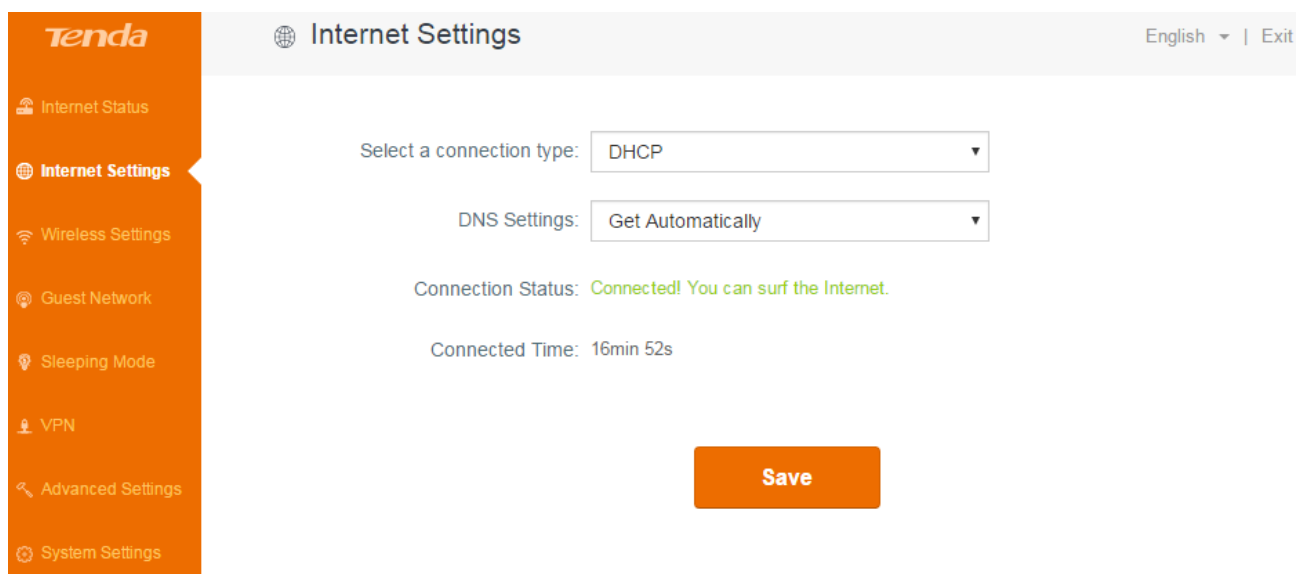 Tenda
Internet Settings
English | Exit
Internet Status
Internet Settings
Wireless Settings
Guest Network
Sleeping Mode
VPN
Advanced Settings
System Settings
Select a connection type: DHCP
DNS Settings: Get Automatically
Connection Status: Connected! You can surf the Internet.
Connected Time: 16min 52s
Save